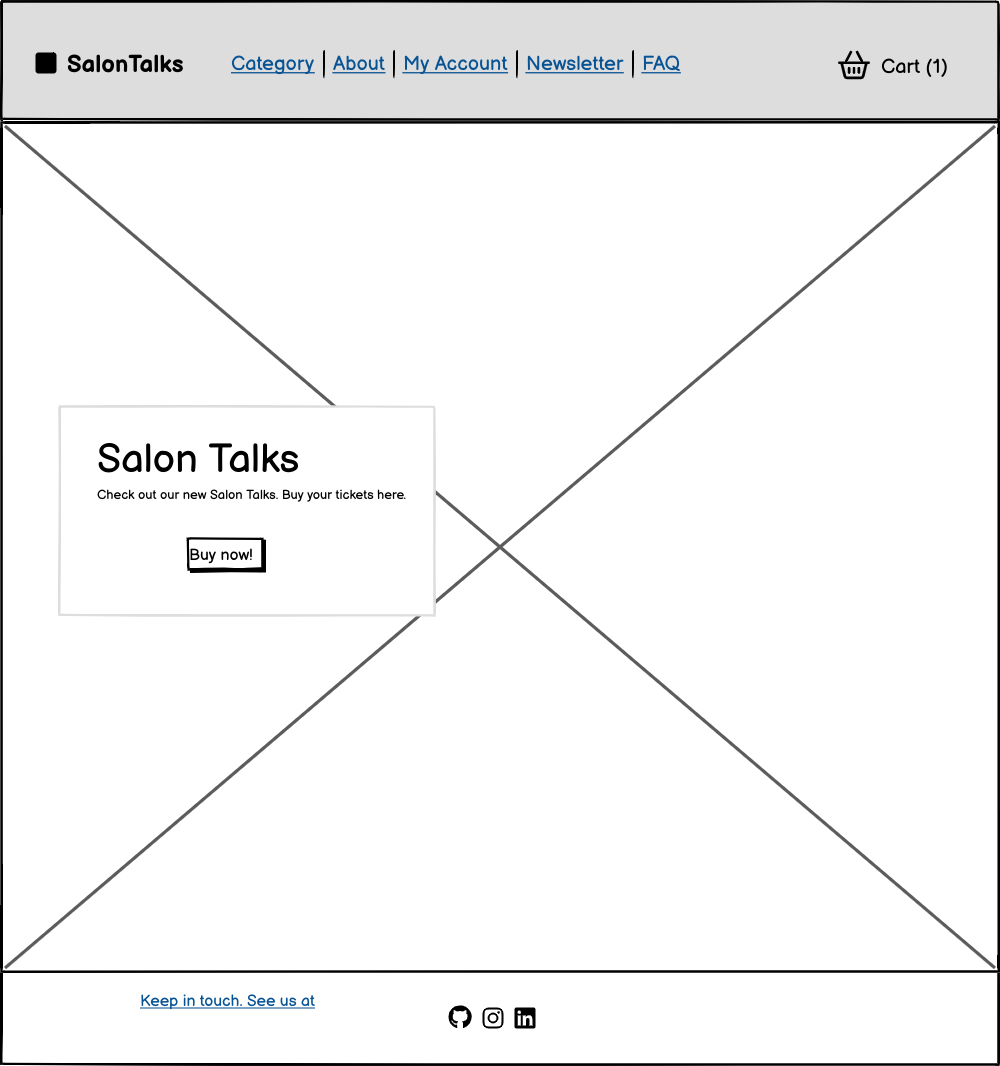 SalonTalks
Category | About | My Account | Newsletter | FAQ
Cart (1)
Salon Talks
Check out our new Salon Talks. Buy your tickets here.
Buy now!
Keep in touch. See us at
in